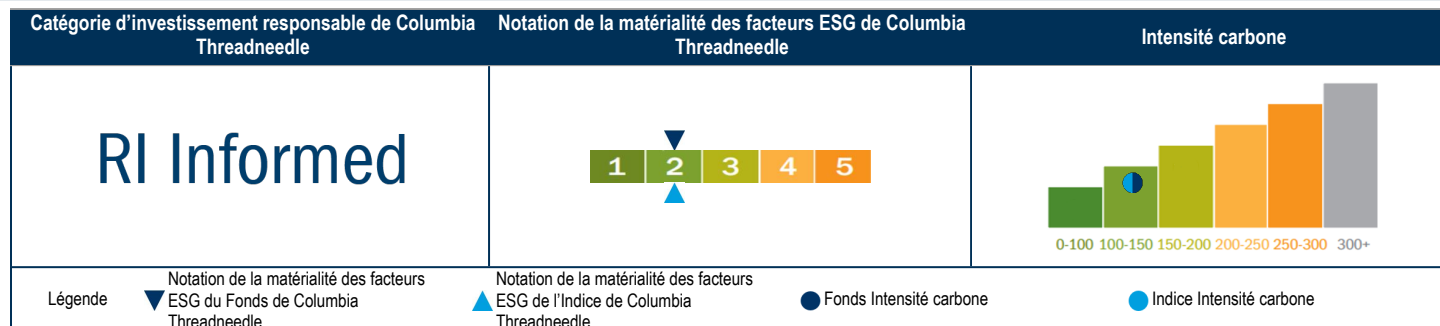 Catégorie d’investissement responsable de Columbia
Threadneedle
Notation de la matérialité des facteurs ESG de Columbia
Threadneedle
Intensité carbone
RI Informed
1 2 3 4 5
0-100 100-150 150-200 200-250 250-300 300+
Légende
Notation de la matérialité des facteurs
ESG du Fonds de Columbia
Threadneedle
Notation de la matérialité des facteurs
ESG de l’Indice de Columbia
Threadneedle
Fonds Intensité carbone
Indice Intensité carbone